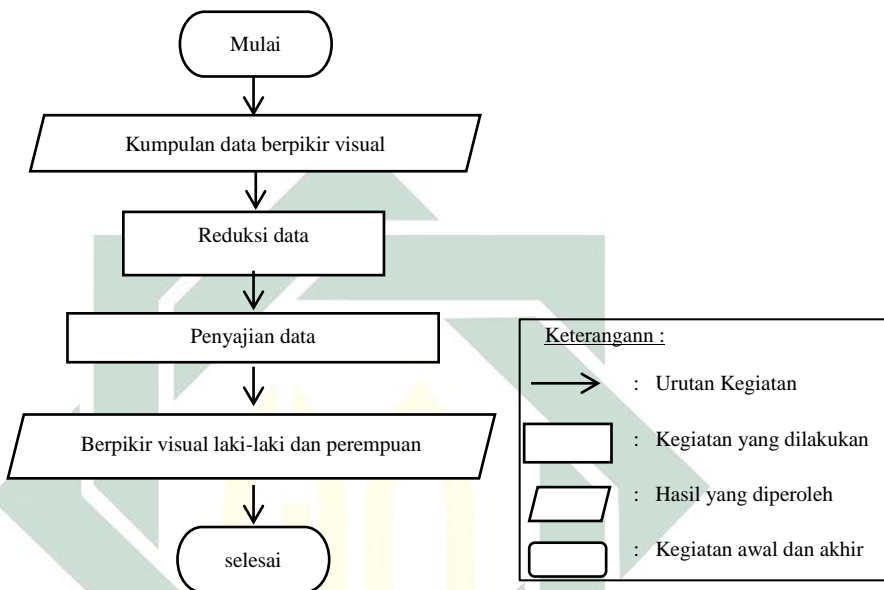 Mulai
Kumpulan data berpikir visual
Reduksi data
Penyajian data
Berpikir visual laki-laki dan perempuan
selesai
Keterangann :
: Urutan Kegiatan
: Kegiatan yang dilakukan
: Hasil yang diperoleh
: Kegiatan awal dan akhir